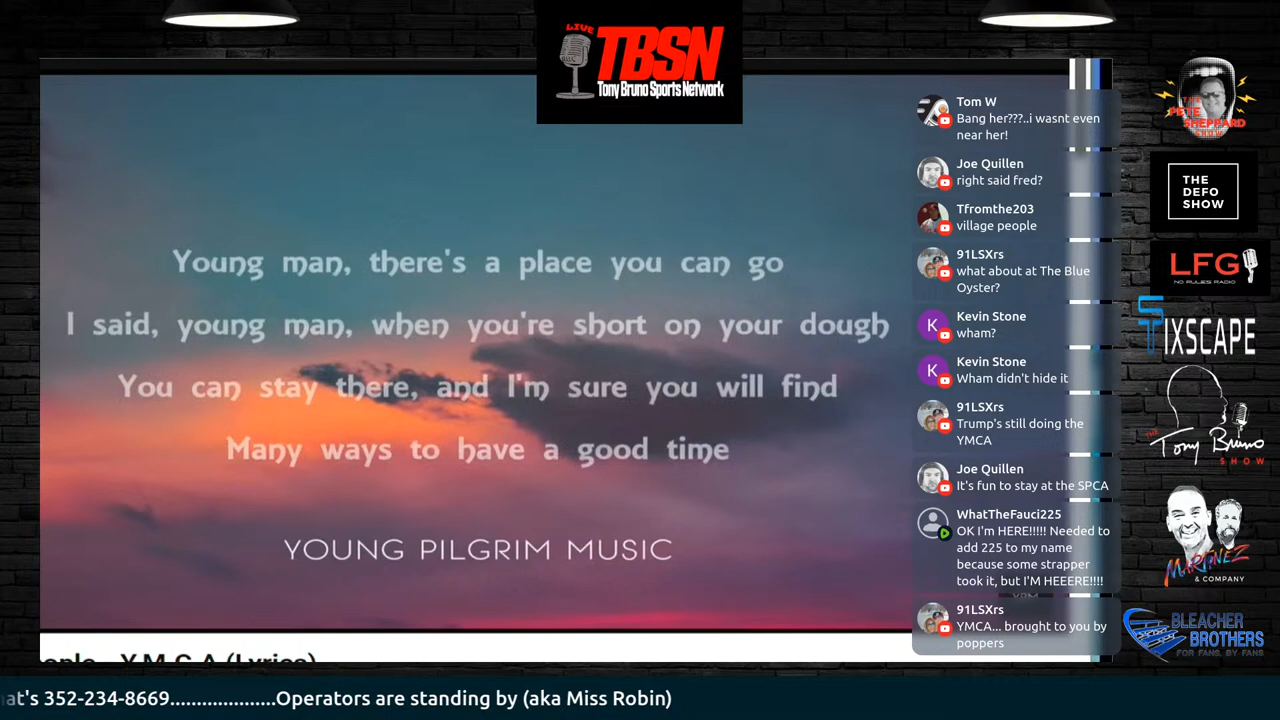 LIVE
TBSN
Tony Bruno Sports Network
Young man, there's a place you can go
I said, young man, when you're short on your dough
You can stay there, and I'm sure you will find
Many ways to have a good time
YOUNG PILGRIM MUSIC
Y.M.C.A (Lyrics)
Tom W
Bang her???..i wasnt even
near her!
Joe Quillen
right said fred?
Tfromthe203
village people
91LSXrs
what about at The Blue
Oyster?
K
Kevin Stone
wham?
K
Kevin Stone
Wham didn't hide it
91LSXrs
Trump's still doing the
YMCA
Joe Quillen
It's fun to stay at the SPCA
WhatTheFauci225
OK I'm HERE!!!!! Needed to
add 225 to my name
because some strapper
took it, but I'M HEEERE!!!!
91LSXrs
YMCA... brought to you by
poppers
THE
PETE
SHEPPARD
SHOW
THE
DEFO
SHOW
LFG
NO RULES RADIO
TIXSCAPE
THE
Tony Bruno
SHOW
MARTINEZ
& COMPANY
BLEACHER
BROTHERS
FOR FANS, BY FANS
at's 352-234-8669....................Operators are standing by (aka Miss Robin)